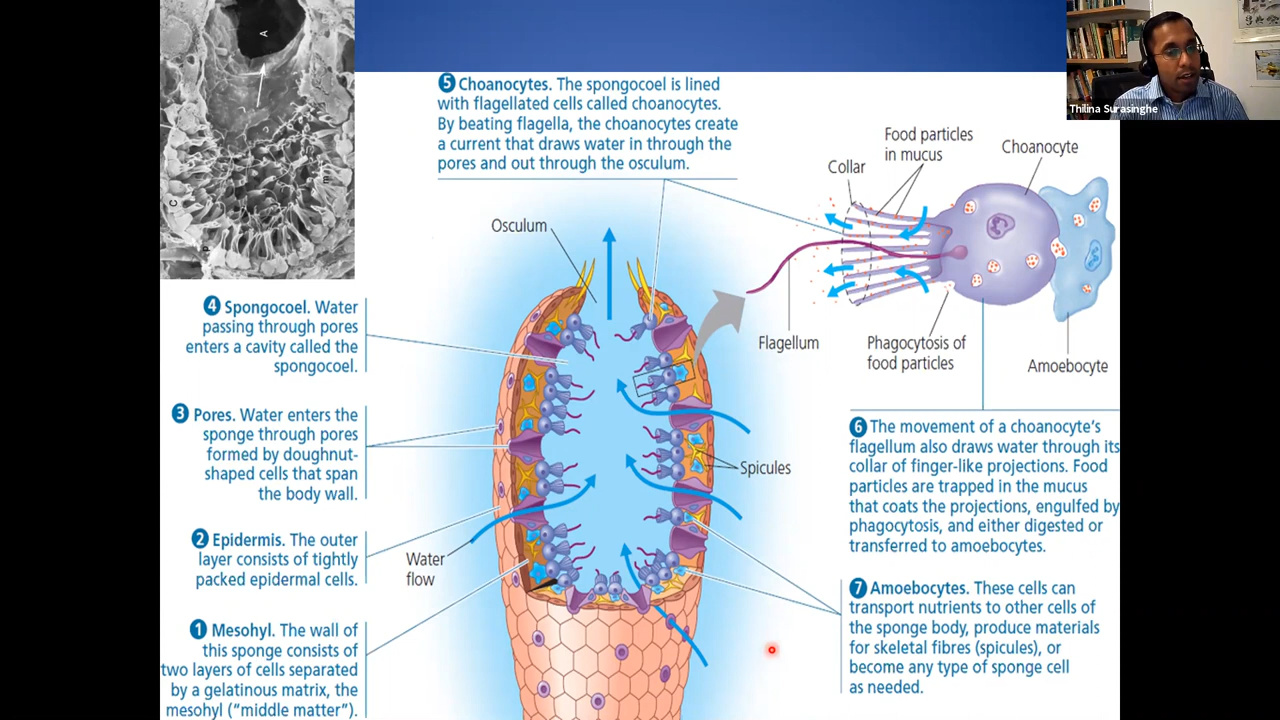 A
C
Thilina Surasinghe
5 Choanocytes. The spongocoel is lined
with flagellated cells called choanocytes.
By beating flagella, the choanocytes create
a current that draws water in through the
pores and out through the osculum.
Food particles
in mucus
Choanocyte
Collar
Osculum
Flagellum
Phagocytosis of
food particles
Amoebocyte
4 Spongocoel. Water
passing through pores
enters a cavity called the
spongocoel.
3 Pores. Water enters the
sponge through pores
formed by doughnut-
shaped cells that span
the body wall.
2 Epidermis. The outer
layer consists of tightly
packed epidermal cells.
1 Mesohyl. The wall of
this sponge consists of
two layers of cells separated
by a gelatinous matrix, the
mesohyl (“middle matter”).
Water
flow
Spicules
6 The movement of a choanocyte’s
flagellum also draws water through its
collar of finger-like projections. Food
particles are trapped in the mucus
that coats the projections, engulfed by
phagocytosis, and either digested or
transferred to amoebocytes.
7 Amoebocytes. These cells can
transport nutrients to other cells of
the sponge body, produce materials
for skeletal fibres (spicules), or
become any type of sponge cell
as needed.